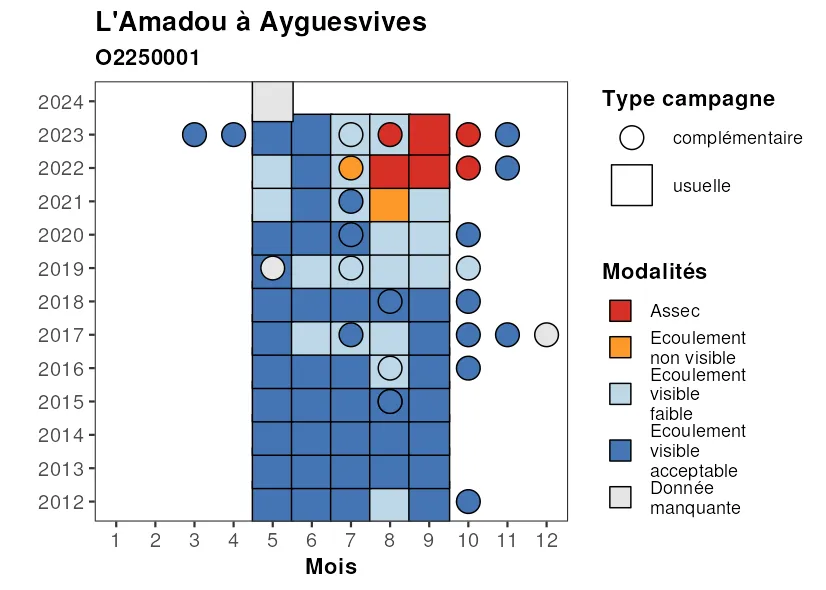 L'Amadou à Ayguesvives
O2250001
2024
2023
2022
2021
2020
2019
2018
2017
2016
2015
2014
2013
2012
1 2 3 4 5 6 7 8 9 10 11 12
Mois
Type campagne
complémentaire
usuelle
Modalités
Assec
Ecoulement
non visible
Ecoulement
visible
faible
Ecoulement
visible
acceptable
Donnée
manquante